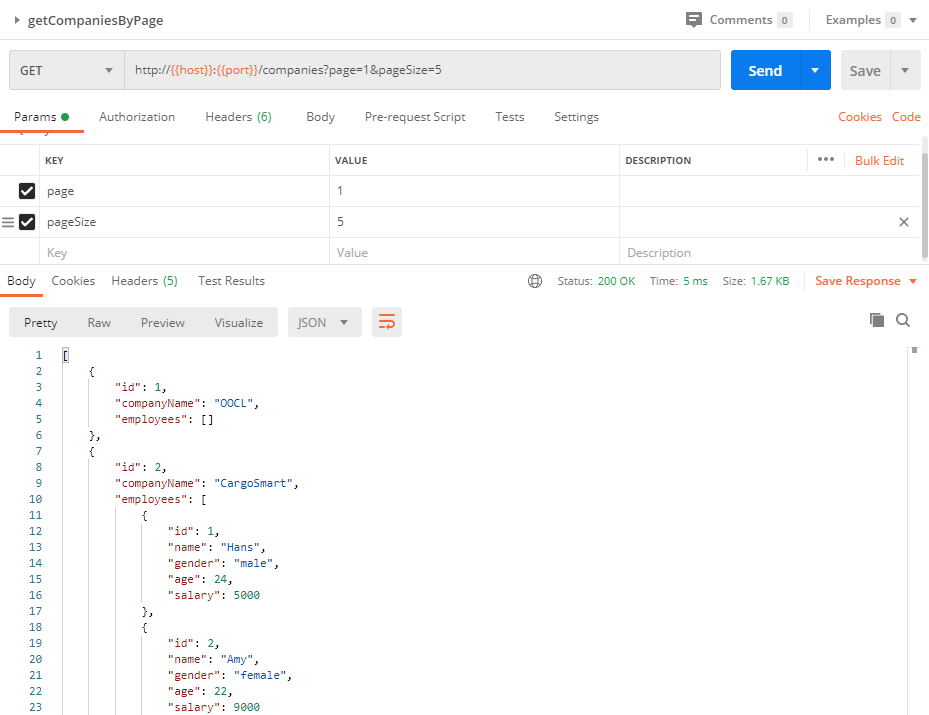 getCompaniesByPage Comments 0 Examples 0
GET http://{{host}}:{{port}}/companies?page=1&pageSize=5 Send Save
Params Authorization Headers (6) Body Pre-request Script Tests Settings Cookies Code
KEY VALUE DESCRIPTION ••• Bulk Edit
page 1
pageSize 5
Key Value Description
Body Cookies Headers (5) Test Results Status: 200 OK Time: 5 ms Size: 1.67 KB Save Response
Pretty Raw Preview Visualize JSON
1 [
2 {
3 "id": 1,
4 "companyName": "OOCL",
5 "employees": []
6 },
7 {
8 "id": 2,
9 "companyName": "CargoSmart",
10 "employees": [
11 {
12 "id": 1,
13 "name": "Hans",
14 "gender": "male",
15 "age": 24,
16 "salary": 5000
17 },
18 {
19 "id": 2,
20 "name": "Amy",
21 "gender": "female",
22 "age": 22,
23 "salary": 9000